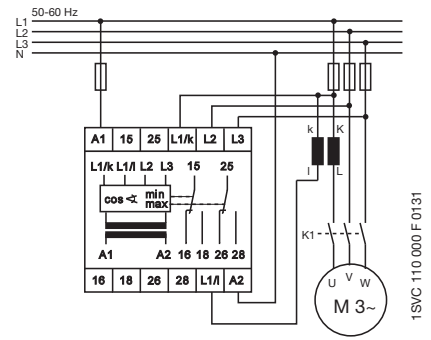 50-60 Hz
L1
L2
L3
N
A1 15 25 L1/k L2 L3
L1/k L1/l L2 L3 15 25
cos ∢ min
max
A1 A2 16 18 26 28
16 18 26 28 L1/l A2
k K
l L
K1
U V W
M 3~
1SVC 110 000 F 0131